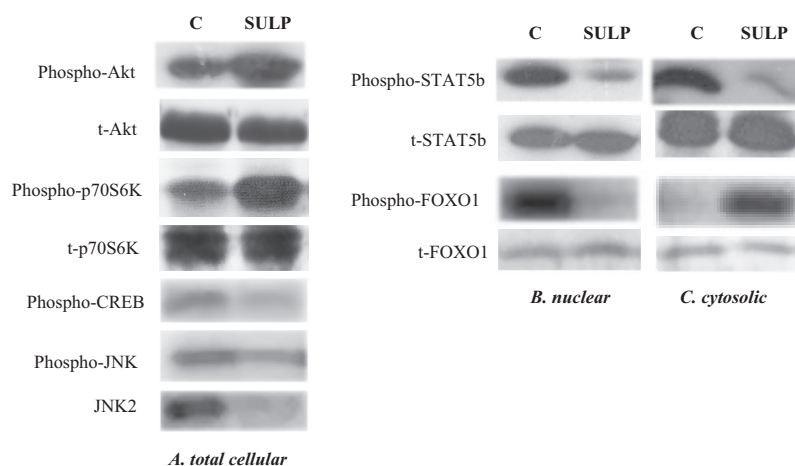 C SULP
Phospho-Akt
t-Akt
Phospho-p70S6K
t-p70S6K
Phospho-CREB
Phospho-JNK
JNK2
A. total cellular
C SULP C SULP
Phospho-STAT5b
t-STAT5b
Phospho-FOXO1
t-FOXO1
B. nuclear C. cytosolic